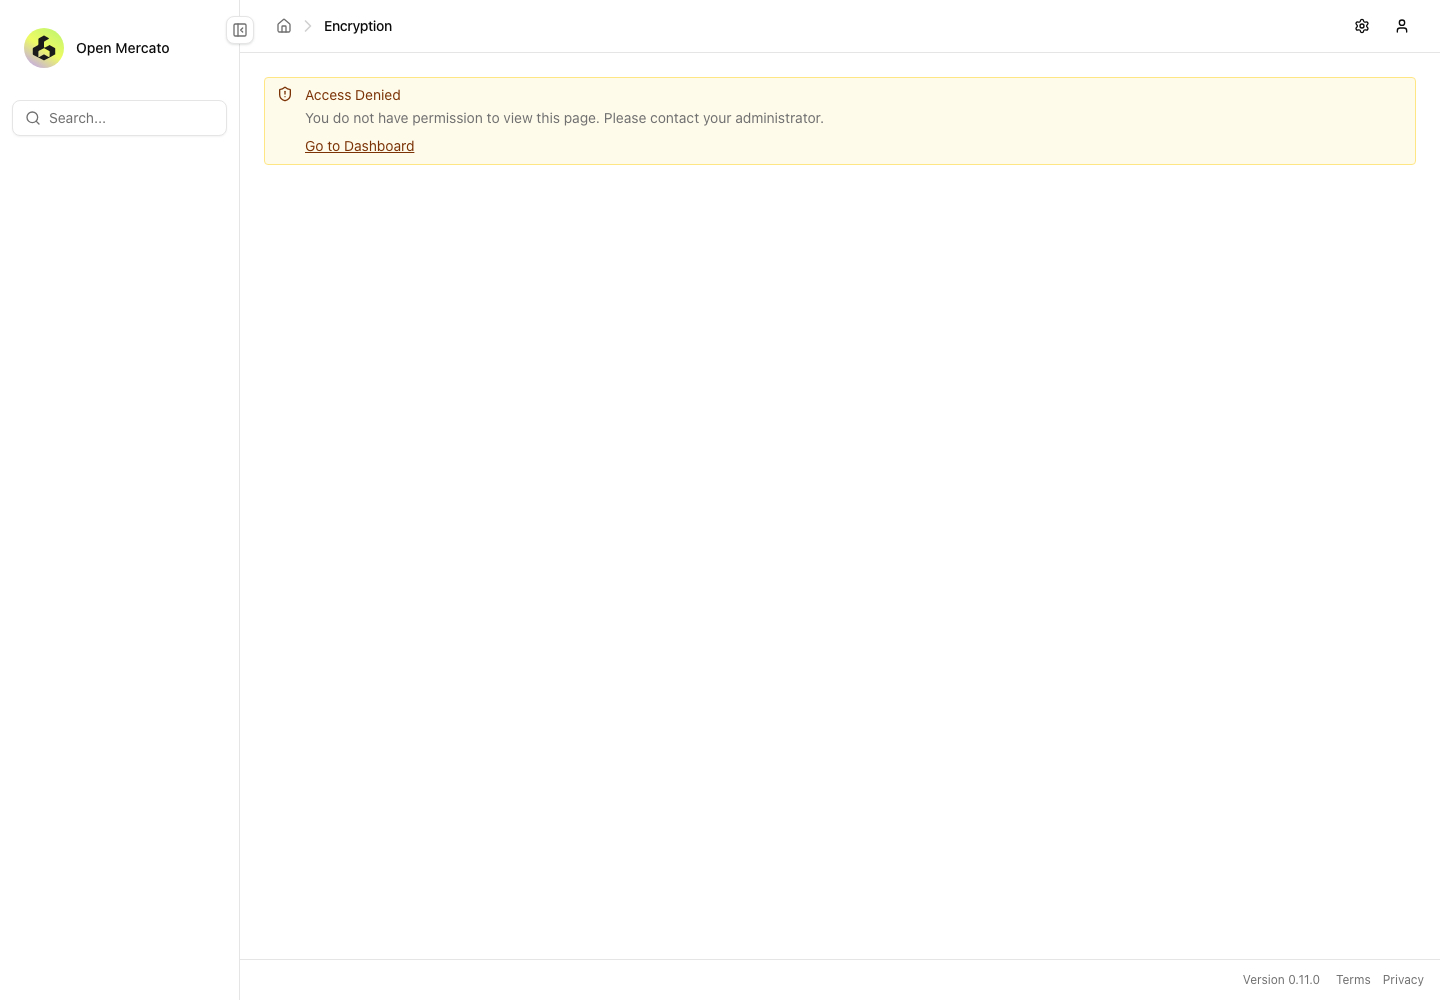 Open Mercato
Search...
Encryption
Access Denied
You do not have permission to view this page. Please contact your administrator.
Go to Dashboard
Version 0.11.0 Terms Privacy